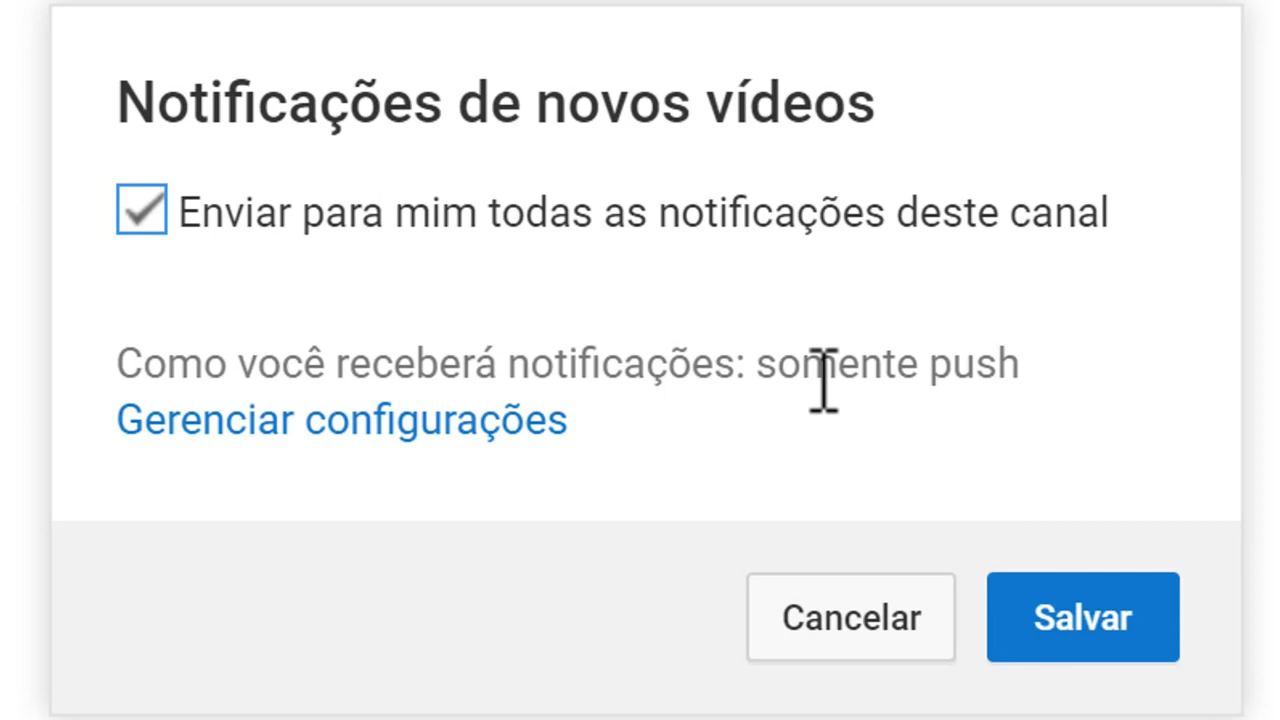 Notificações de novos vídeos
Enviar para mim todas as notificações deste canal
Como você receberá notificações: somente push
Gerenciar configurações
Cancelar
Salvar